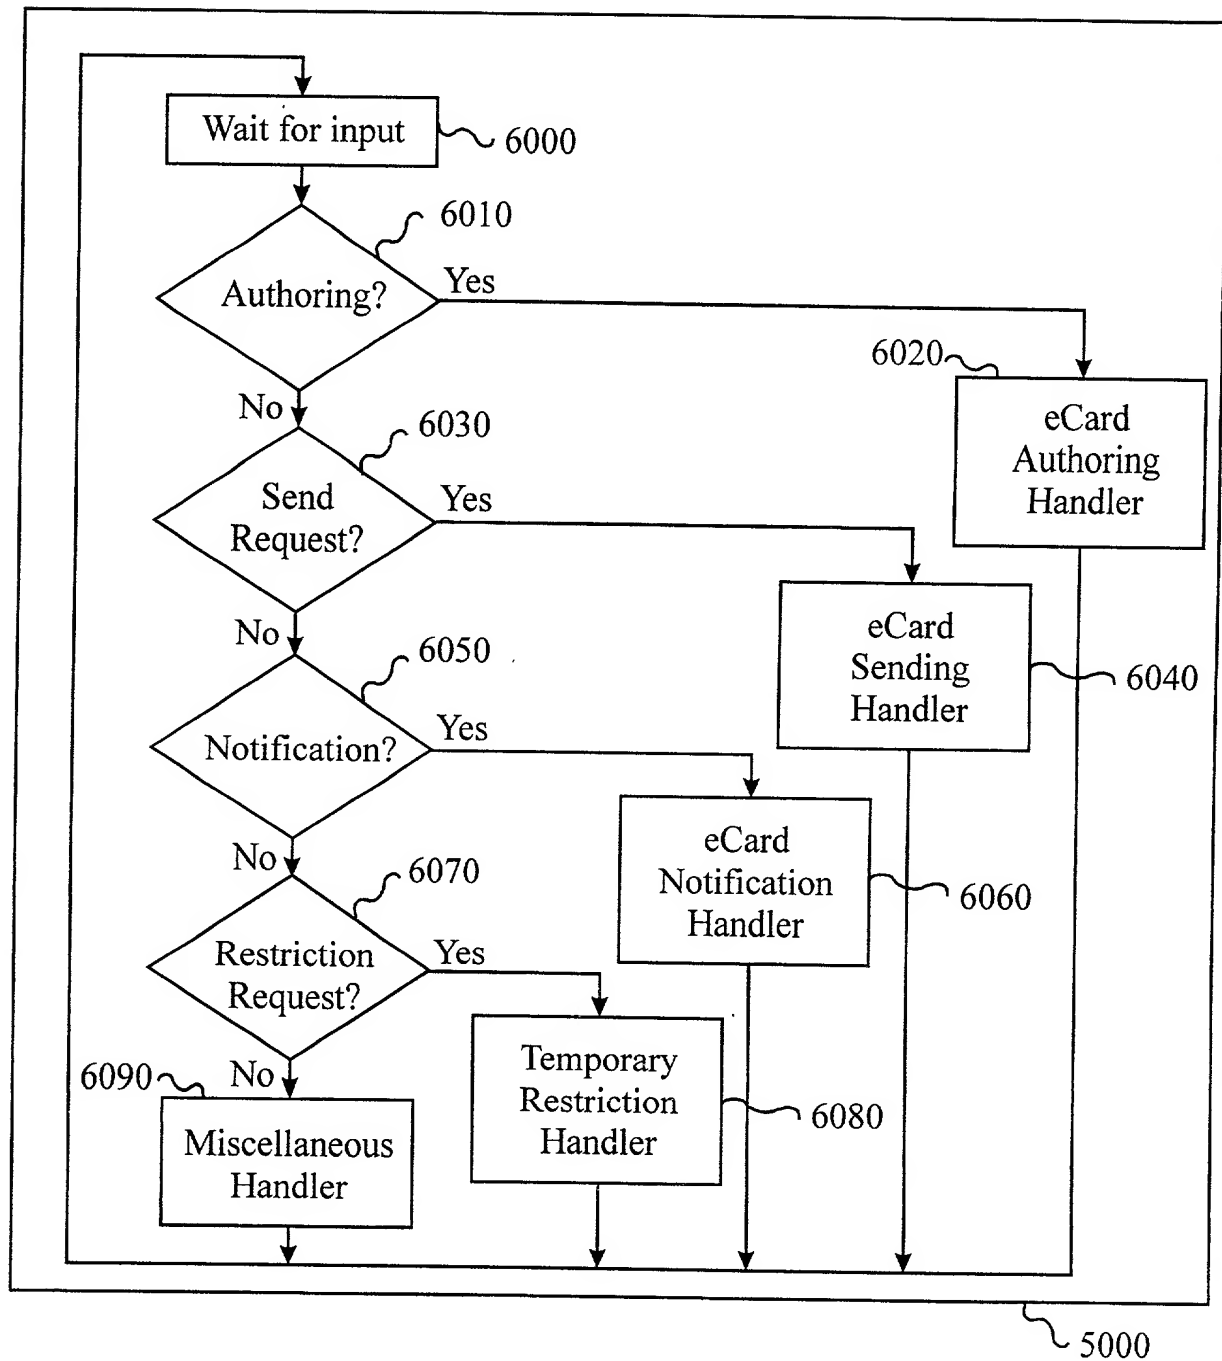 Wait for input
6000
6010
Authoring?
Yes
6020
eCard
Authoring
Handler
No
6030
Send
Request?
Yes
eCard
Sending
Handler
6040
No
6050
Notification?
Yes
eCard
Notification
Handler
6060
No
6070
Restriction
Request?
Yes
Temporary
Restriction
Handler
6080
No
6090
Miscellaneous
Handler
5000